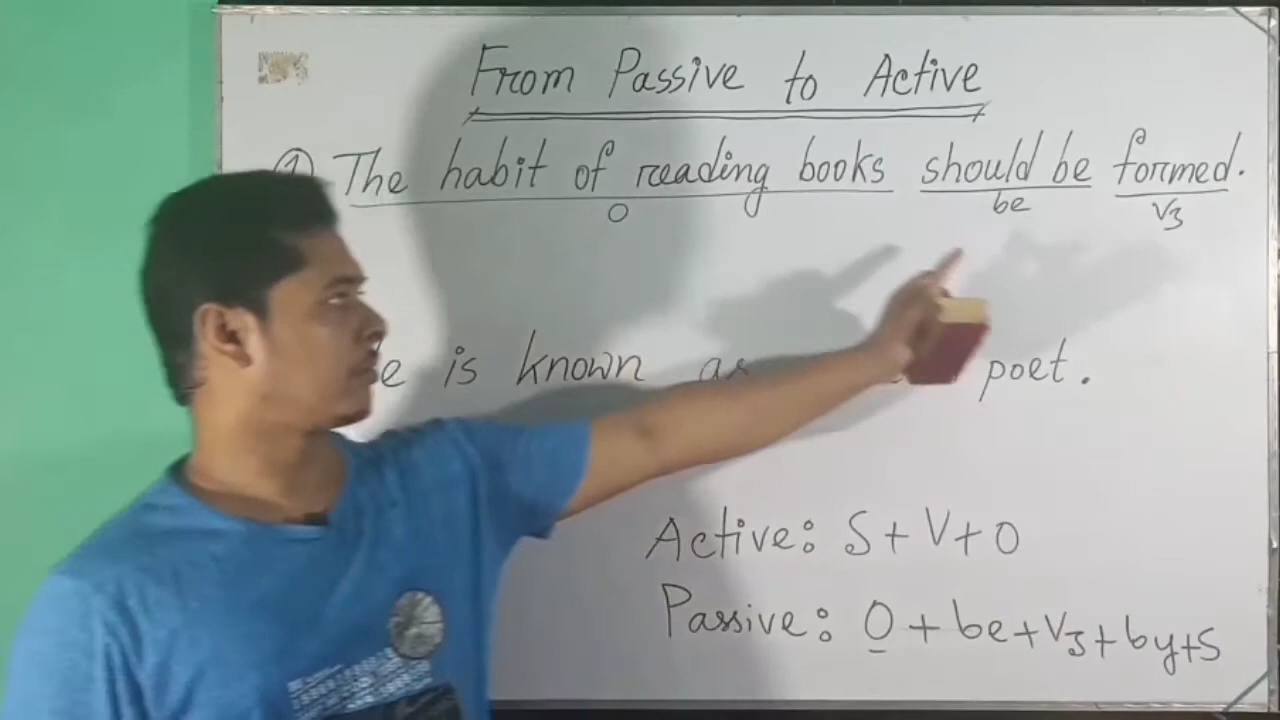 From Passive to Active
The habit of reading books should be formed.
O be V3
is known as poet.
Active: S+V+O
Passive: O+be+V3+by+S